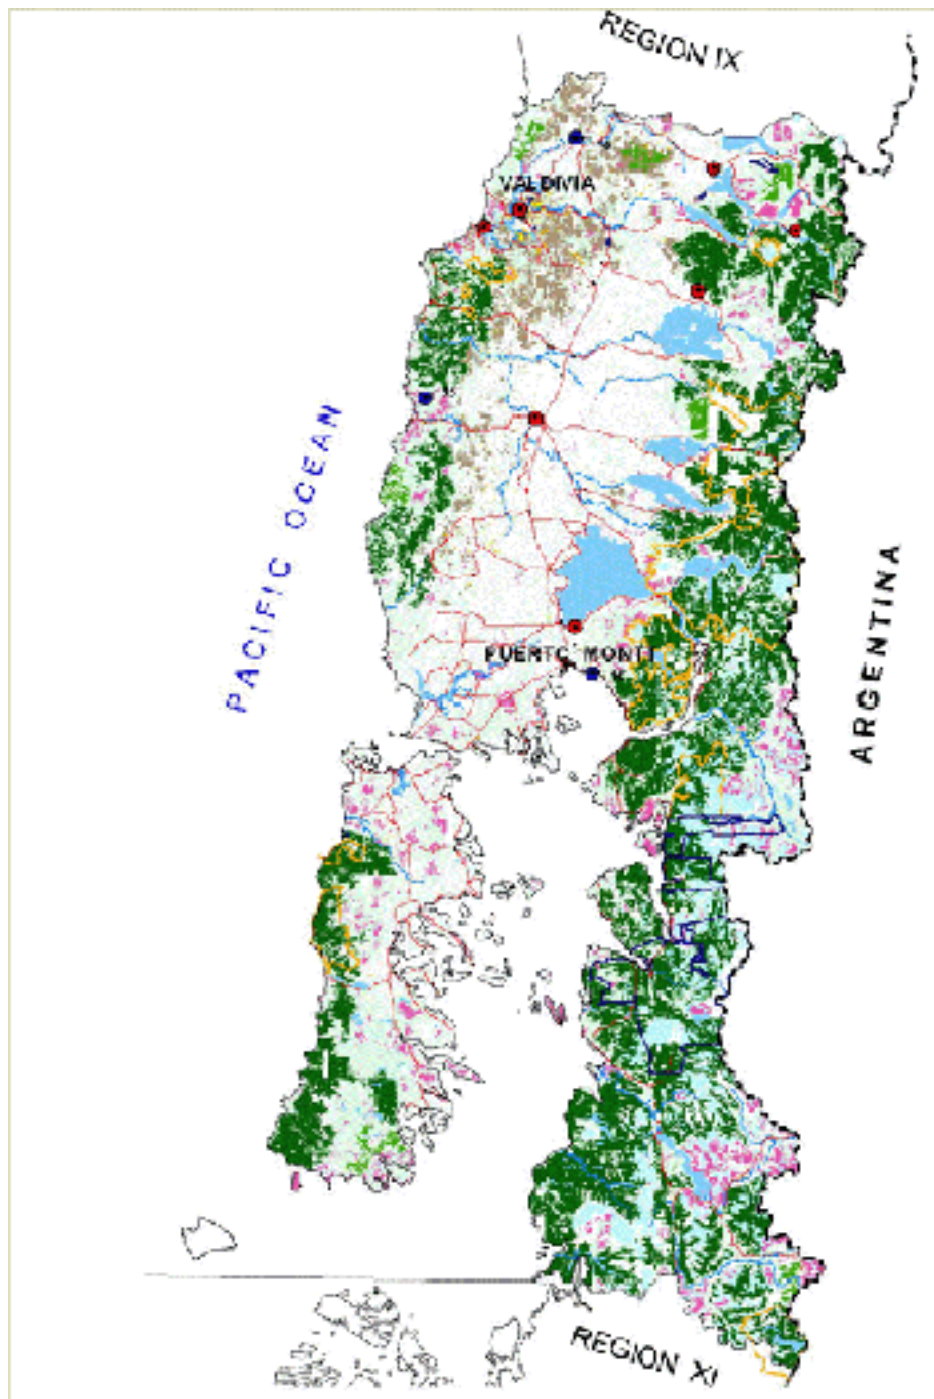 REGION IX
VALDIVIA
PACIFIC OCEAN
ARGENTINA
PUERTO MONTT
REGION XI